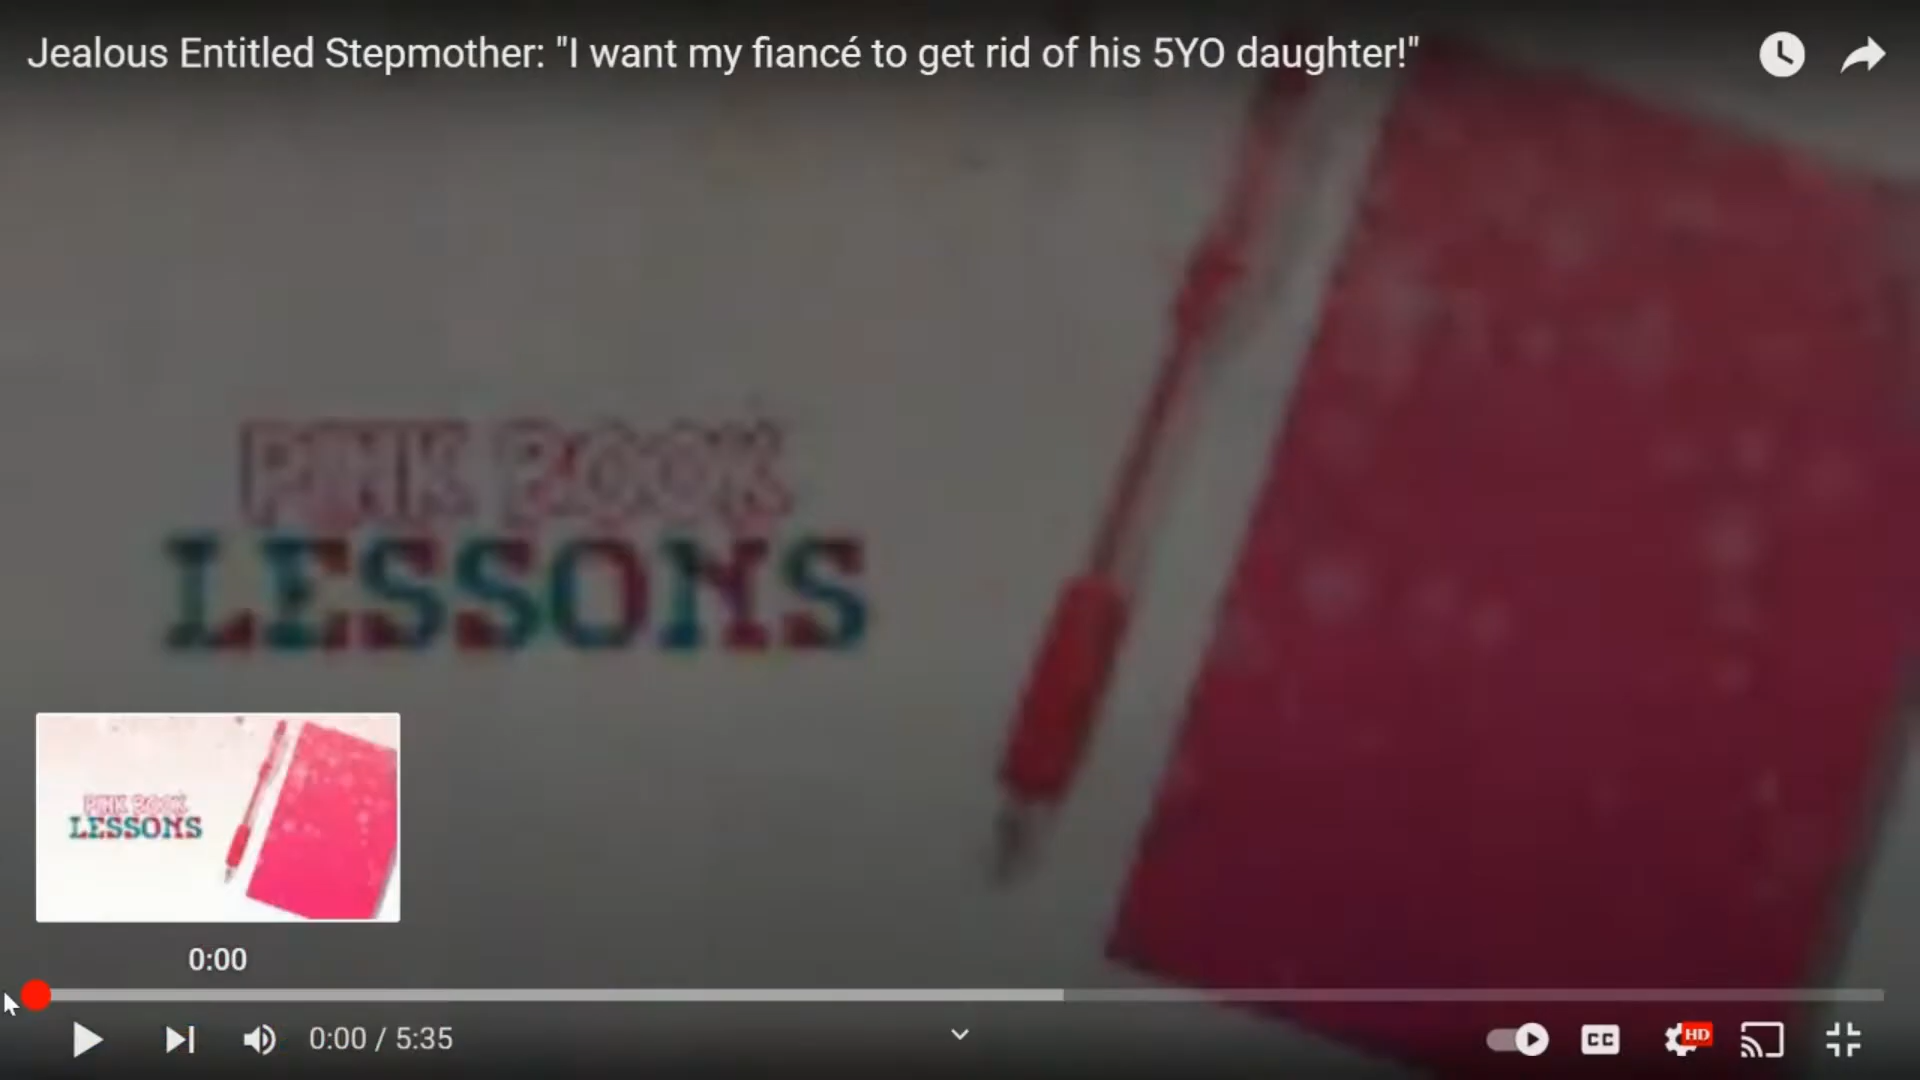 Jealous Entitled Stepmother: "I want my fiancé to get rid of his 5YO daughter!"
PINK BOOK
LESSONS
PINK BOOK
LESSONS
0:00
0:00 / 5:35
CC
HD